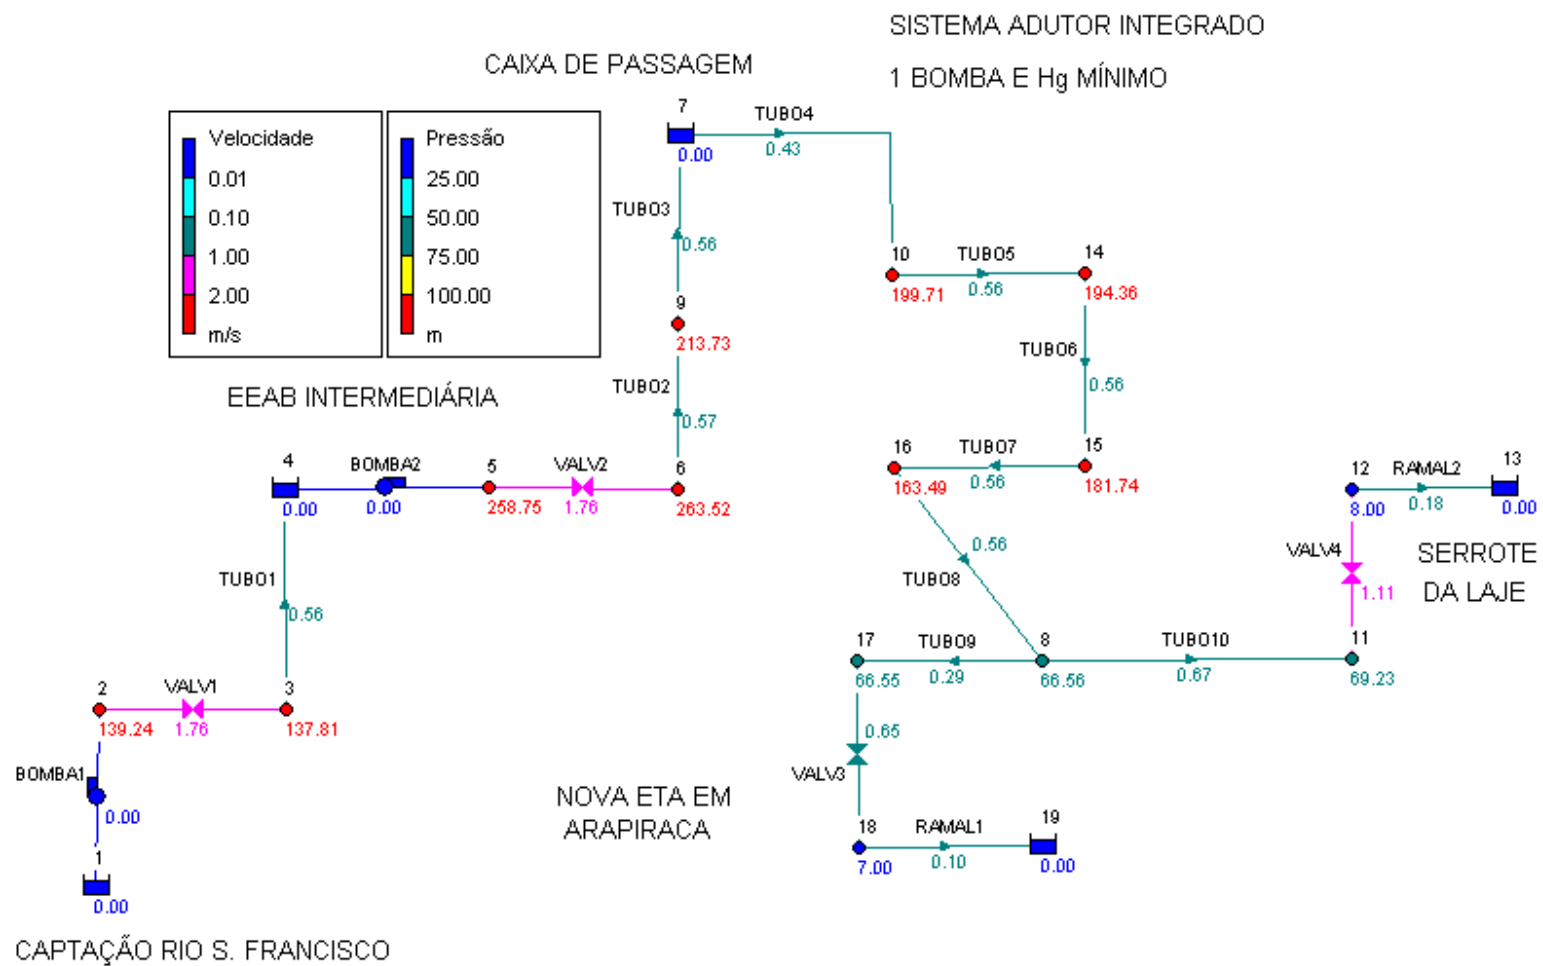 SISTEMA ADUTOR INTEGRADO
CAIXA DE PASSAGEM
1 BOMBA E Hg MÍNIMO
7
TUBO4
Velocidade
Pressão
0.00
0.43
0.01
25.00
0.10
50.00
TUBO3
0.56
1.00
75.00
10
TUBO5
14
2.00
100.00
199.71
0.56
194.36
m/s
m
9
213.73
TUBO6
0.56
EEAB INTERMEDIÁRIA
TUBO2
0.57
4
BOMBA2
5
VALV2
6
16
TUBO7
15
12
RAMAL2
13
0.00
0.00
258.75
1.76
263.52
163.49
0.56
181.74
8.00
0.18
0.00
TUBO1
0.56
0.56
TUBO8
VALV4
1.11
SERROTE
DA LAJE
17
TUBO9
8
TUBO10
11
66.55
0.29
66.56
0.67
69.23
2
VALV1
3
139.24
1.76
137.81
0.65
VALV3
BOMBA1
0.00
NOVA ETA EM
ARAPIRACA
18
RAMAL1
19
7.00
0.10
0.00
1
0.00
CAPTAÇÃO RIO S. FRANCISCO